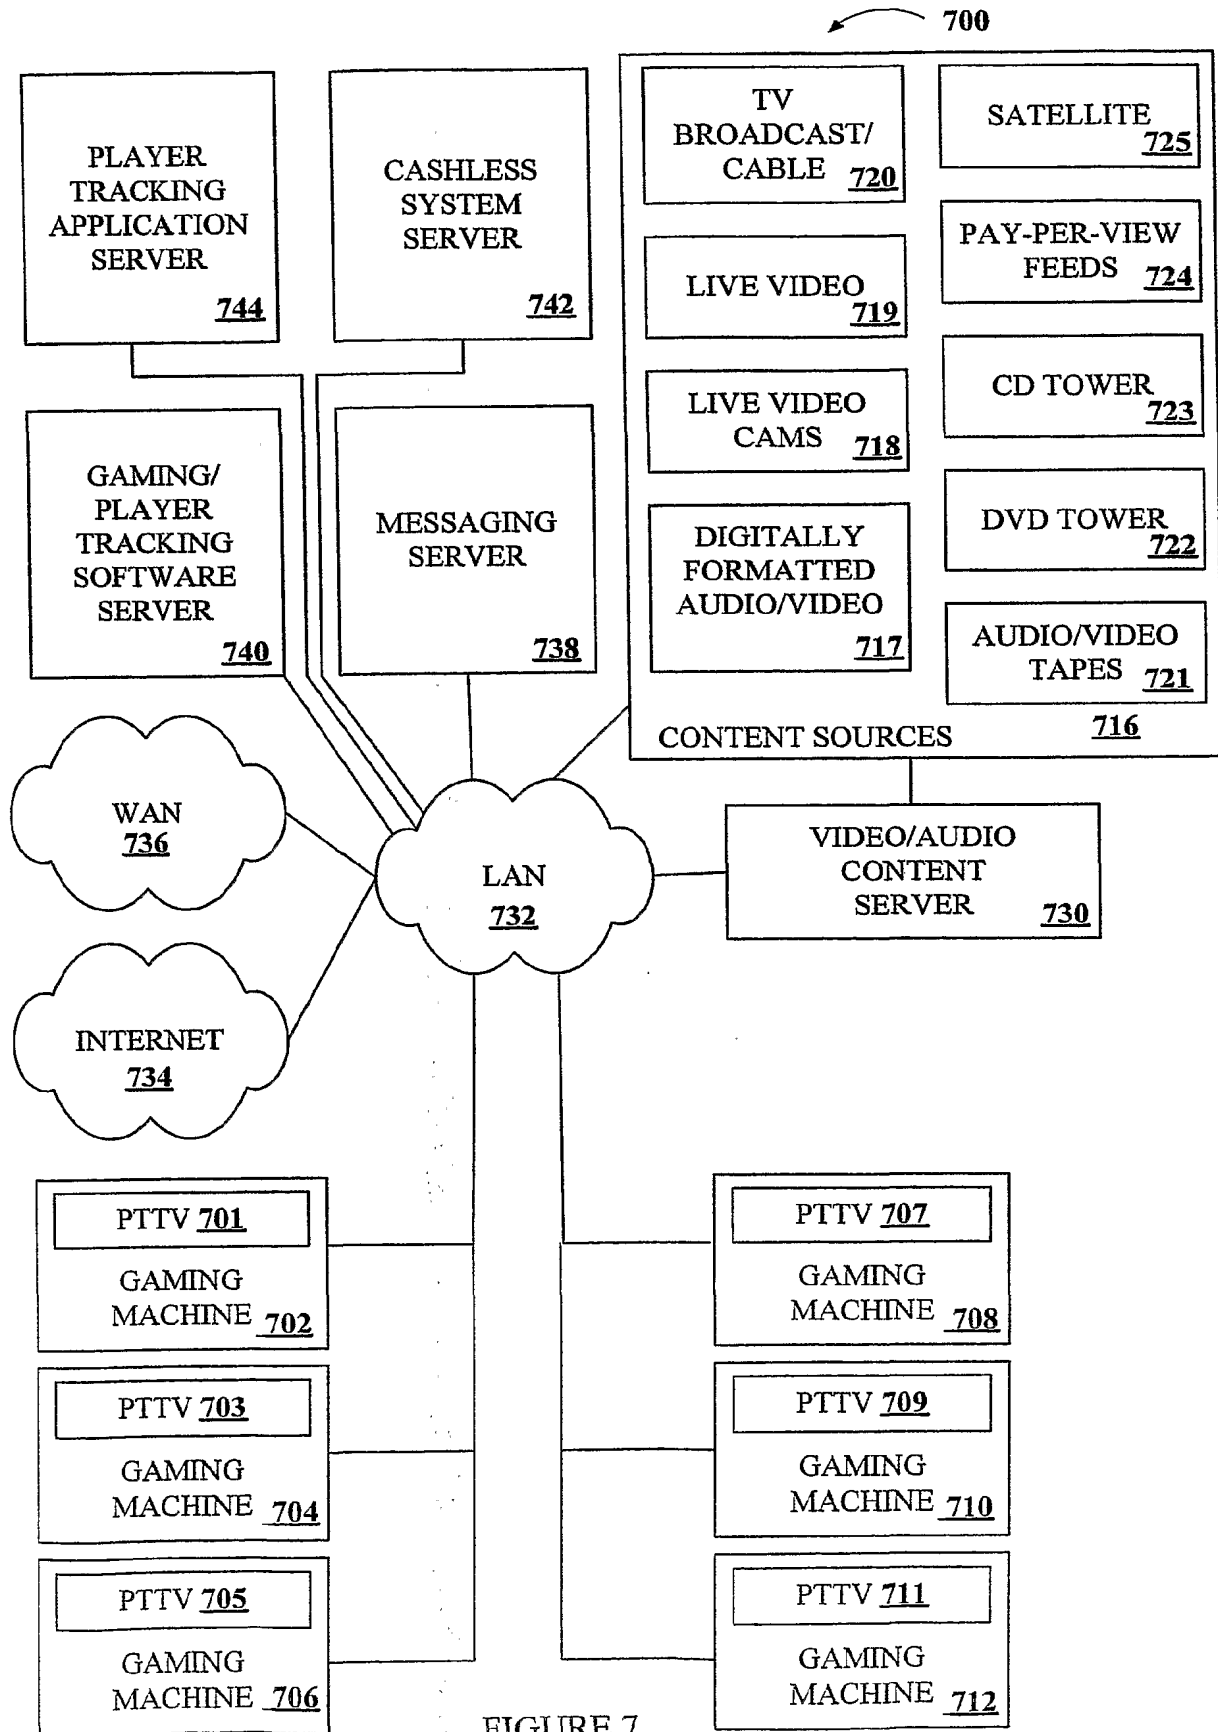 700
PLAYER
TRACKING
APPLICATION
SERVER
744
CASHLESS
SYSTEM
SERVER
742
TV
BROADCAST/
CABLE 720
SATELLITE
725
LIVE VIDEO
719
PAY-PER-VIEW
FEEDS 724
LIVE VIDEO
CAMS 718
CD TOWER
723
DIGITALLY
FORMATTED
AUDIO/VIDEO
717
DVD TOWER
722
AUDIO/VIDEO
TAPES 721
CONTENT SOURCES 716
GAMING/
PLAYER
TRACKING
SOFTWARE
SERVER
740
MESSAGING
SERVER
738
WAN
736
LAN
732
VIDEO/AUDIO
CONTENT
SERVER 730
INTERNET
734
PTTV 701
GAMING
MACHINE 702
PTTV 707
GAMING
MACHINE 708
PTTV 703
GAMING
MACHINE 704
PTTV 709
GAMING
MACHINE 710
PTTV 705
GAMING
MACHINE 706
PTTV 711
GAMING
MACHINE 712
FIGURE 7